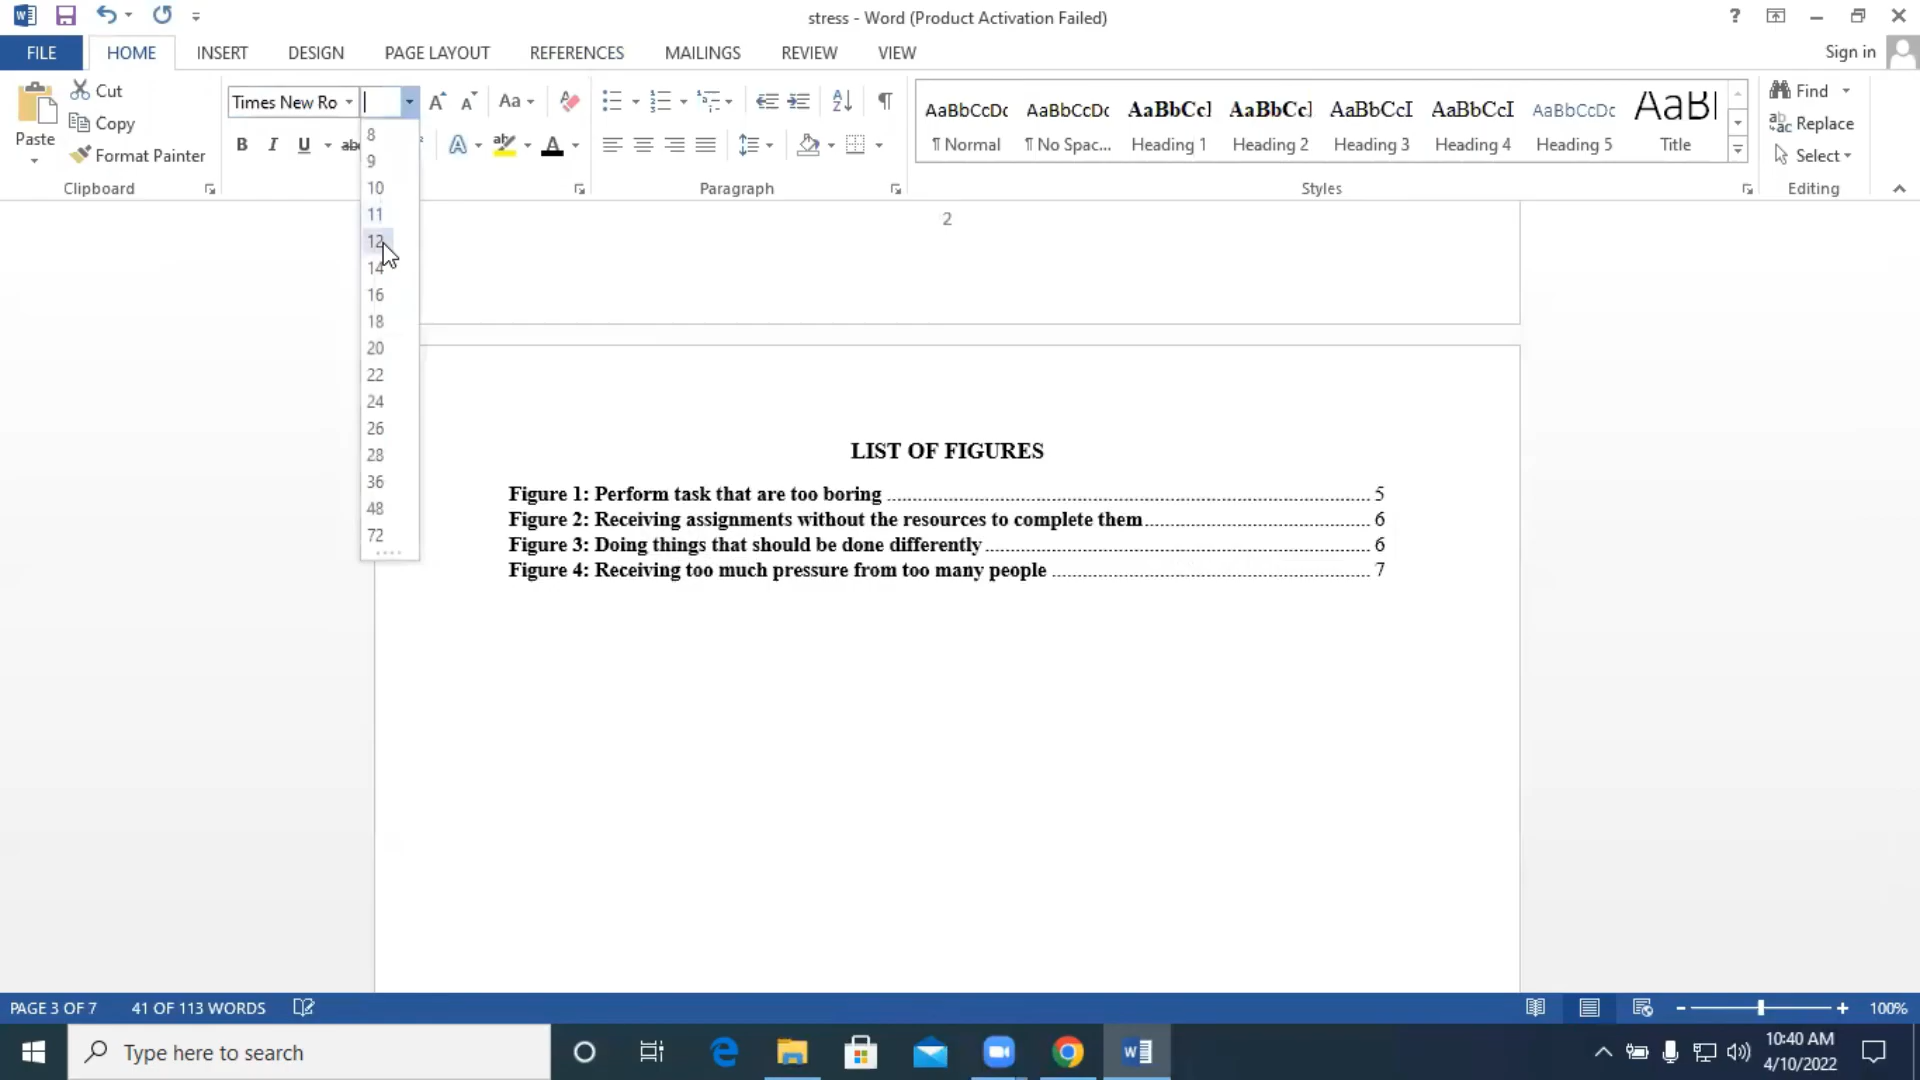 stress - Word (Product Activation Failed)
FILE HOME INSERT DESIGN PAGE LAYOUT REFERENCES MAILINGS REVIEW VIEW Sign in
Paste
Cut
Copy
Format Painter
Clipboard
Times New Ro
8
9
10
11
12
14
16
18
20
22
24
26
28
36
48
72
Paragraph
AaBbCcDc AaBbCcDc AaBbCcI AaBbCcI AaBbCcI AaBbCcI AaBbCcDc AaBI
¶ Normal ¶ No Spac... Heading 1 Heading 2 Heading 3 Heading 4 Heading 5 Title
Styles
Find
Replace
Select
Editing
2
LIST OF FIGURES
Figure 1: Perform task that are too boring 5
Figure 2: Receiving assignments without the resources to complete them 6
Figure 3: Doing things that should be done differently 6
Figure 4: Receiving too much pressure from too many people 7
PAGE 3 OF 7 41 OF 113 WORDS 100%
Type here to search
10:40 AM
4/10/2022